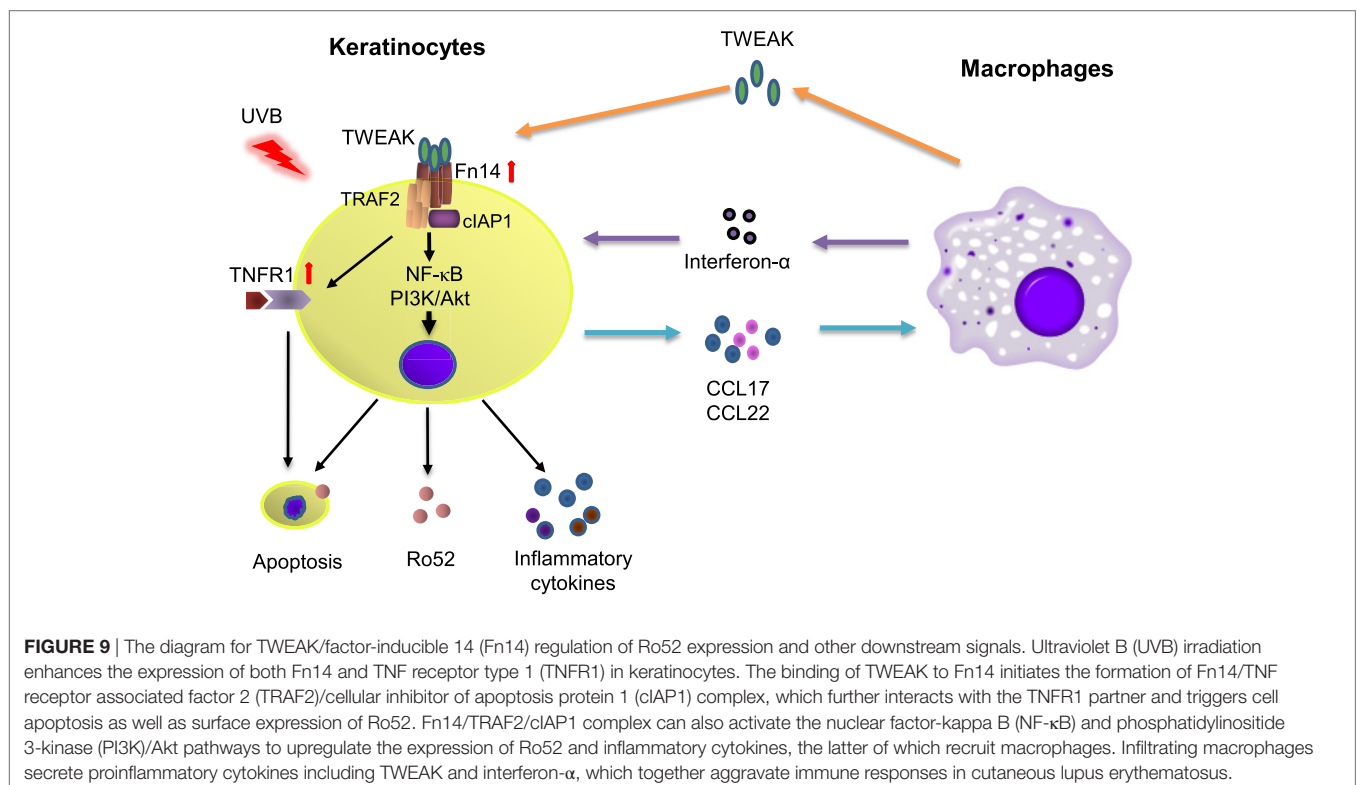 Keratinocytes
TWEAK
Macrophages
UVB
TWEAK
Fn14
TRAF2
cIAP1
TNFR1
NF-κB
PI3K/Akt
Interferon-α
CCL17
CCL22
Apoptosis
Ro52
Inflammatory
cytokines
FIGURE 9 | The diagram for TWEAK/factor-inducible 14 (Fn14) regulation of Ro52 expression and other downstream signals. Ultraviolet B (UVB) irradiation
enhances the expression of both Fn14 and TNF receptor type 1 (TNFR1) in keratinocytes. The binding of TWEAK to Fn14 initiates the formation of Fn14/TNF
receptor associated factor 2 (TRAF2)/cellular inhibitor of apoptosis protein 1 (cIAP1) complex, which further interacts with the TNFR1 partner and triggers cell
apoptosis as well as surface expression of Ro52. Fn14/TRAF2/cIAP1 complex can also activate the nuclear factor-kappa B (NF-κB) and phosphatidylinositide
3-kinase (PI3K)/Akt pathways to upregulate the expression of Ro52 and inflammatory cytokines, the latter of which recruit macrophages. Infiltrating macrophages
secrete proinflammatory cytokines including TWEAK and interferon-α, which together aggravate immune responses in cutaneous lupus erythematosus.